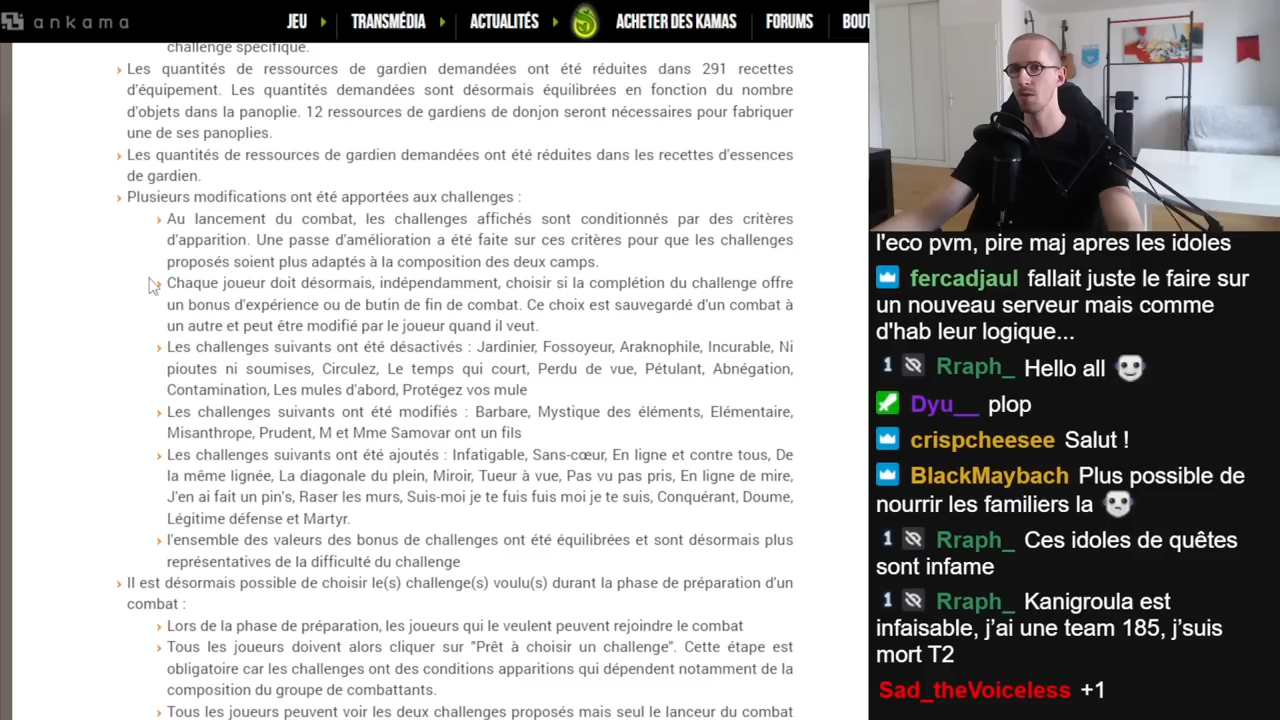 ankama
JEU
TRANSMÉDIA
ACTUALITÉS
ACHETER DES KAMAS
FORUMS
BOUT
challenge spécifique.
Les quantités de ressources de gardien demandées ont été réduites dans 291 recettes
d'équipement. Les quantités demandées sont désormais équilibrées en fonction du nombre
d'objets dans la panoplie. 12 ressources de gardiens de donjon seront nécessaires pour fabriquer
une de ses panoplies.
Les quantités de ressources de gardien demandées ont été réduites dans les recettes d'essences
de gardien.
Plusieurs modifications ont été apportées aux challenges :
Au lancement du combat, les challenges affichés sont conditionnés par des critères
d'apparition. Une passe d'amélioration a été faite sur ces critères pour que les challenges
proposés soient plus adaptés à la composition des deux camps.
Chaque joueur doit désormais, indépendamment, choisir si la complétion du challenge offre
un bonus d'expérience ou de butin de fin de combat. Ce choix est sauvegardé d'un combat à
un autre et peut être modifié par le joueur quand il veut.
Les challenges suivants ont été désactivés : Jardinier, Fossoyeur, Araknophile, Incurable, Ni
pioutes ni soumises, Circulez, Le temps qui court, Perdu de vue, Pétulant, Abnégation,
Contamination, Les mules d'abord, Protégez vos mule
Les challenges suivants ont été modifiés : Barbare, Mystique des éléments, Elémentaire,
Misanthrope, Prudent, M et Mme Samovar ont un fils
Les challenges suivants ont été ajoutés : Infatigable, Sans-cœur, En ligne et contre tous, De
la même lignée, La diagonale du plein, Miroir, Tueur à vue, Pas vu pas pris, En ligne de mire,
J'en ai fait un pin's, Raser les murs, Suis-moi je te fuis fuis moi je te suis, Conquérant, Doume,
Légitime défense et Martyr.
l'ensemble des valeurs des bonus de challenges ont été équilibrées et sont désormais plus
représentatives de la difficulté du challenge
Il est désormais possible de choisir le(s) challenge(s) voulu(s) durant la phase de préparation d'un
combat :
Lors de la phase de préparation, les joueurs qui le veulent peuvent rejoindre le combat
Tous les joueurs doivent alors cliquer sur "Prêt à choisir un challenge". Cette étape est
obligatoire car les challenges ont des conditions apparitions qui dépendent notamment de la
composition du groupe de combattants.
Tous les joueurs peuvent voir les deux challenges proposés mais seul le lanceur du combat
l'eco pvm, pire maj apres les idoles
fercadjaul fallait juste le faire sur
un nouveau serveur mais comme
d'hab leur logique...
1 Rraph_ Hello all
Dyu__ plop
crispcheesee Salut !
BlackMaybach Plus possible de
nourrir les familiers la
1 Rraph_ Ces idoles de quêtes
sont infame
1 Rraph_ Kanigroula est
infaisable, j'ai une team 185, j'suis
mort T2
Sad_theVoiceless +1